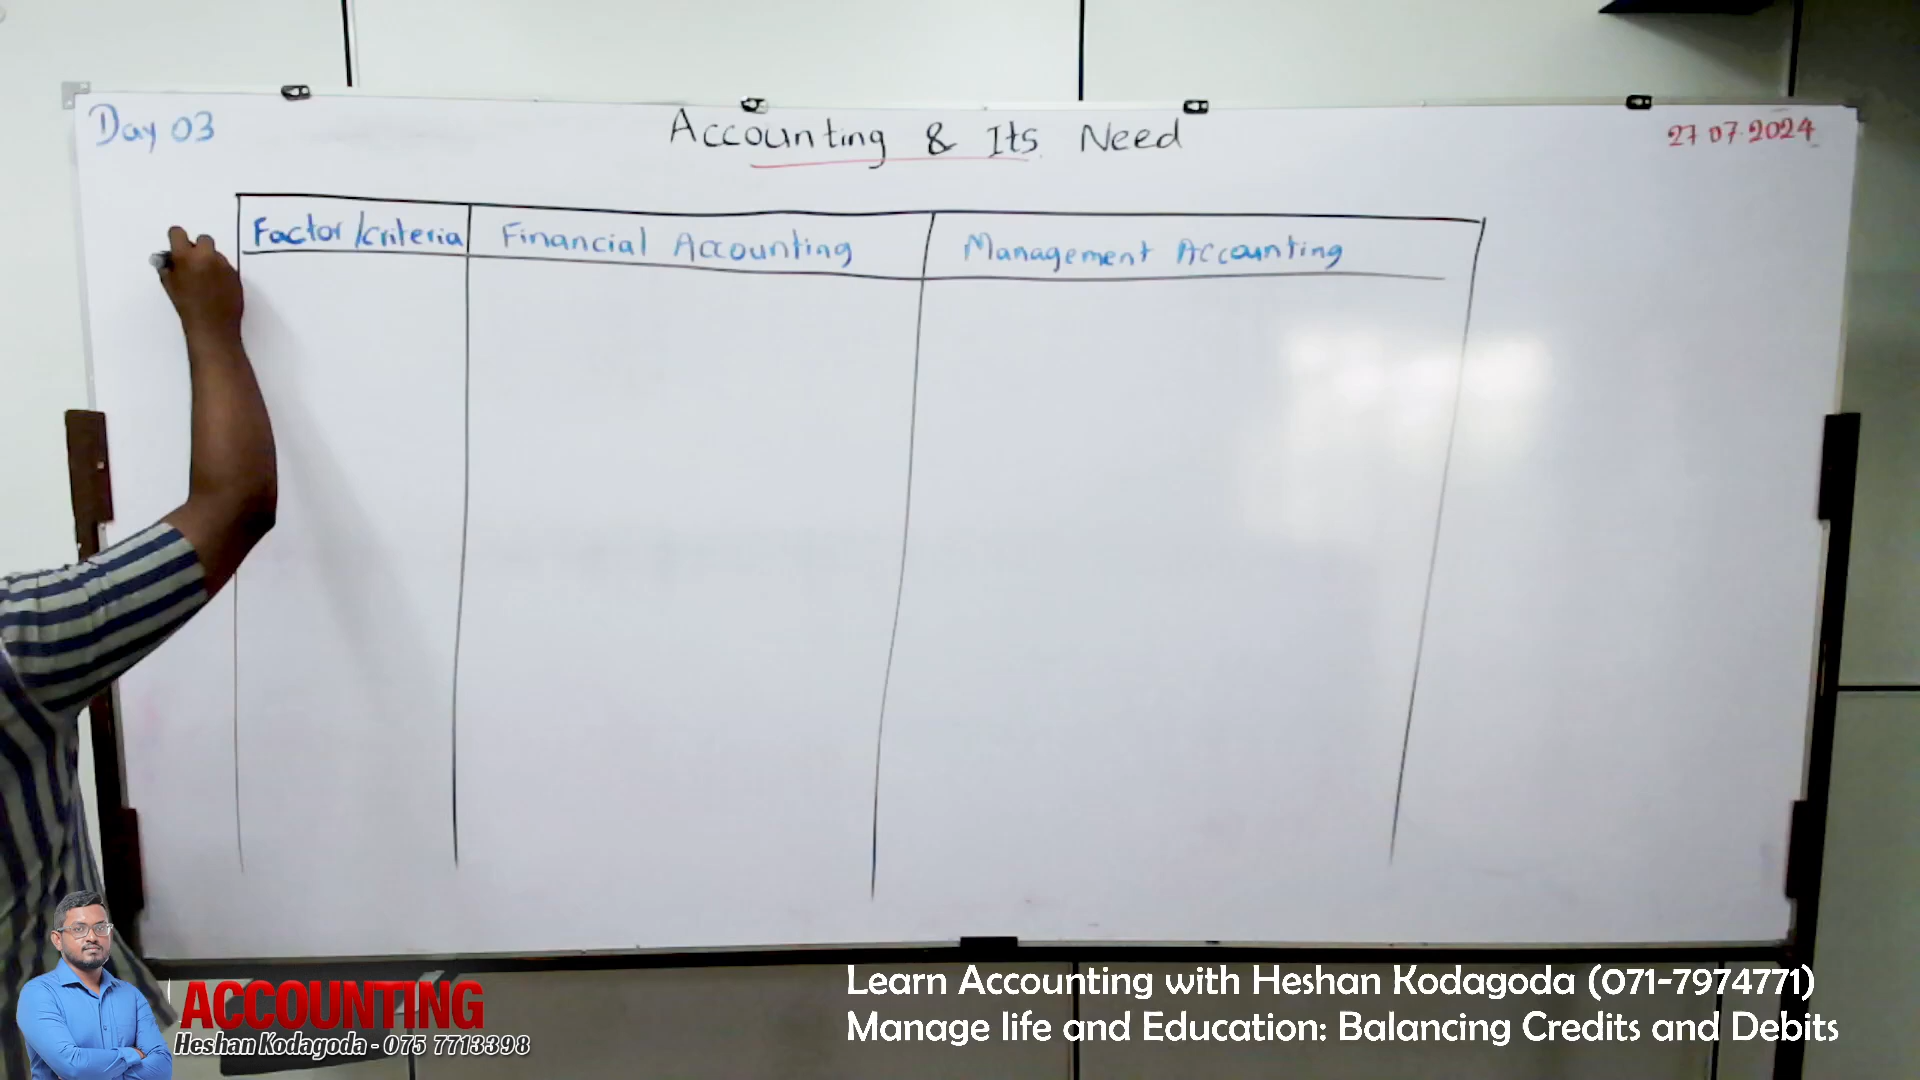 Day 03
Accounting & Its Need
27 07.2024
Factor/criteria
Financial Accounting
Management Accounting
ACCOUNTING
Heshan Kodagoda - 075 7713398
Learn Accounting with Heshan Kodagoda (071-7974771)
Manage life and Education: Balancing Credits and Debits